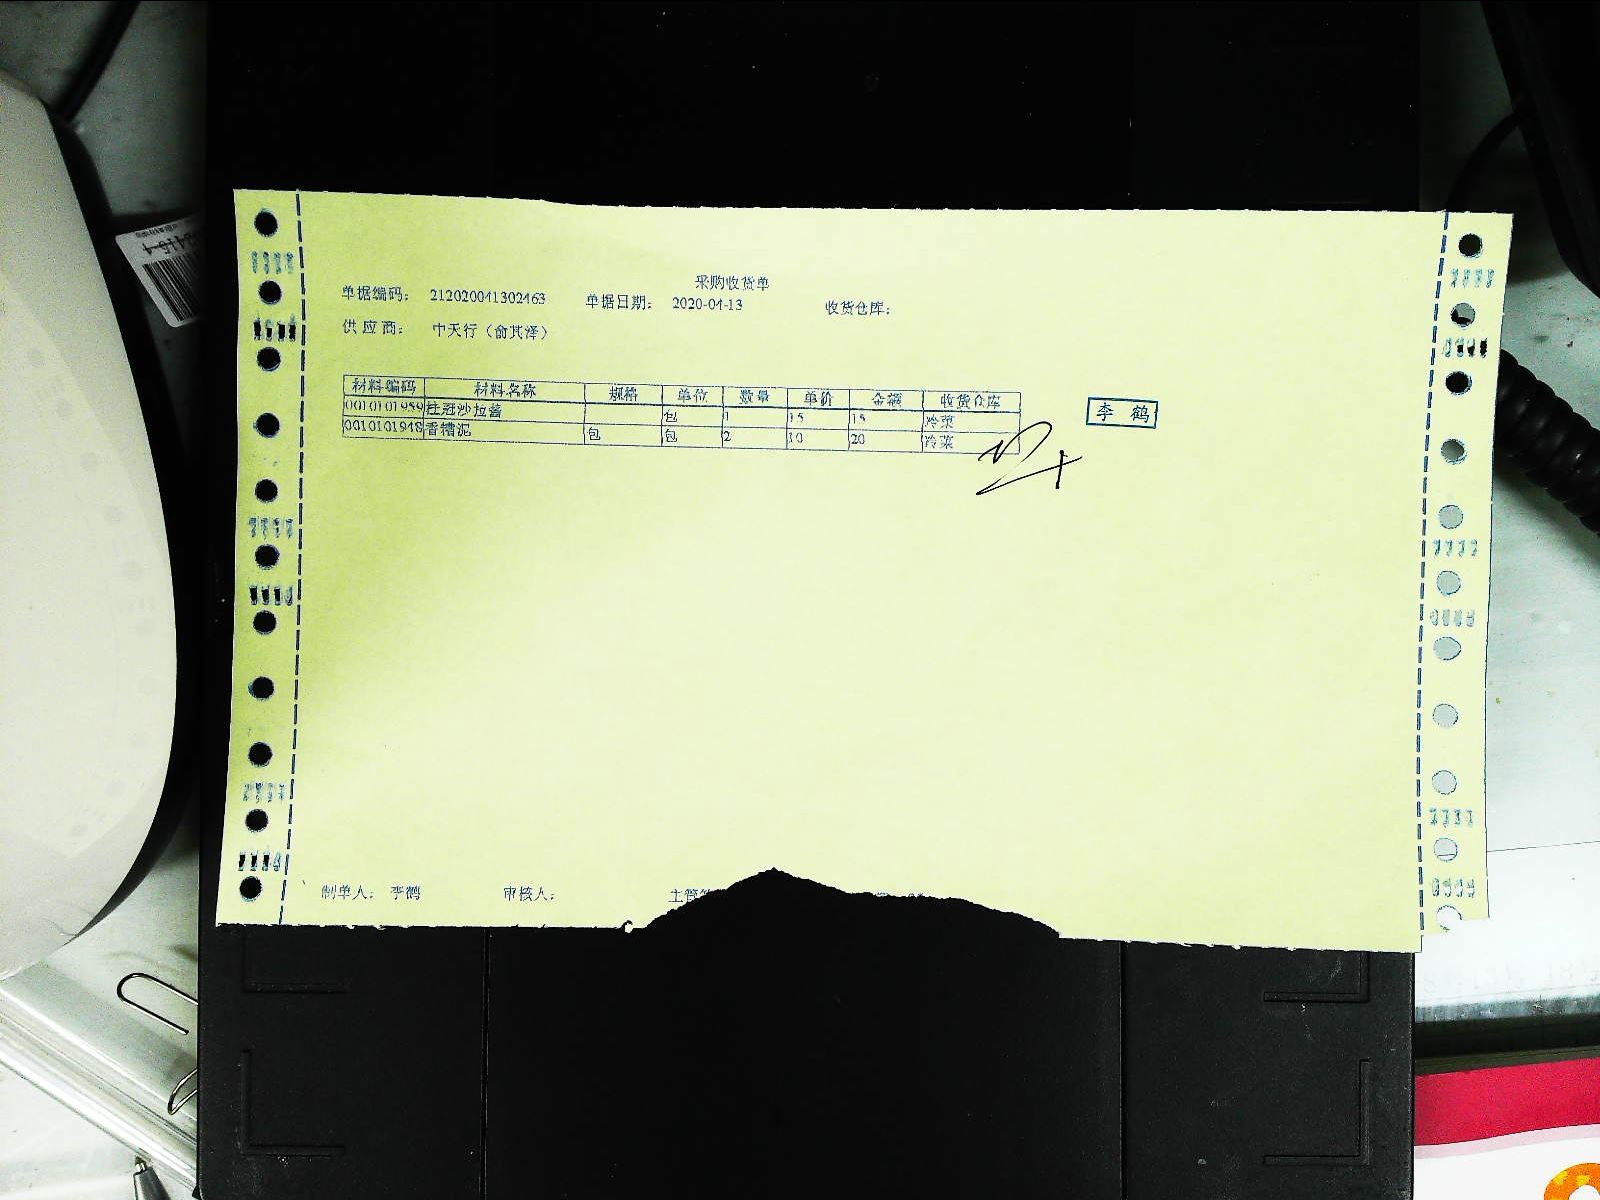 采购收货单
单据编码： 212020041302463 单据日期： 2020-04-13 收货仓库：
供应商： 中天行（俞其泽）
材料编码 材料名称 规格 单位 数量 单价 金额 收货仓库
0010101959 桂冠沙拉酱 包 1 15 15 冷菜
0010101948 香糟泥 包 包 2 10 20 冷菜
李鹤
制单人： 李鹤 审核人： 主管